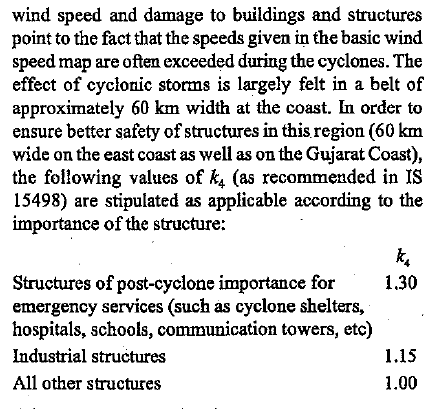 wind speed and damage to buildings and structures
point to the fact that the speeds given in the basic wind
speed map are often exceeded during the cyclones. The
effect of cyclonic storms is largely felt in a belt of
approximately 60 km width at the coast. In order to
ensure better safety of structures in this region (60 km
wide on the east coast as well as on the Gujarat Coast),
the following values of k4 (as recommended in IS
15498) are stipulated as applicable according to the
importance of the structure:
k4
Structures of post-cyclone importance for 1.30
emergency services (such as cyclone shelters,
hospitals, schools, communication towers, etc)
Industrial structures 1.15
All other structures 1.00